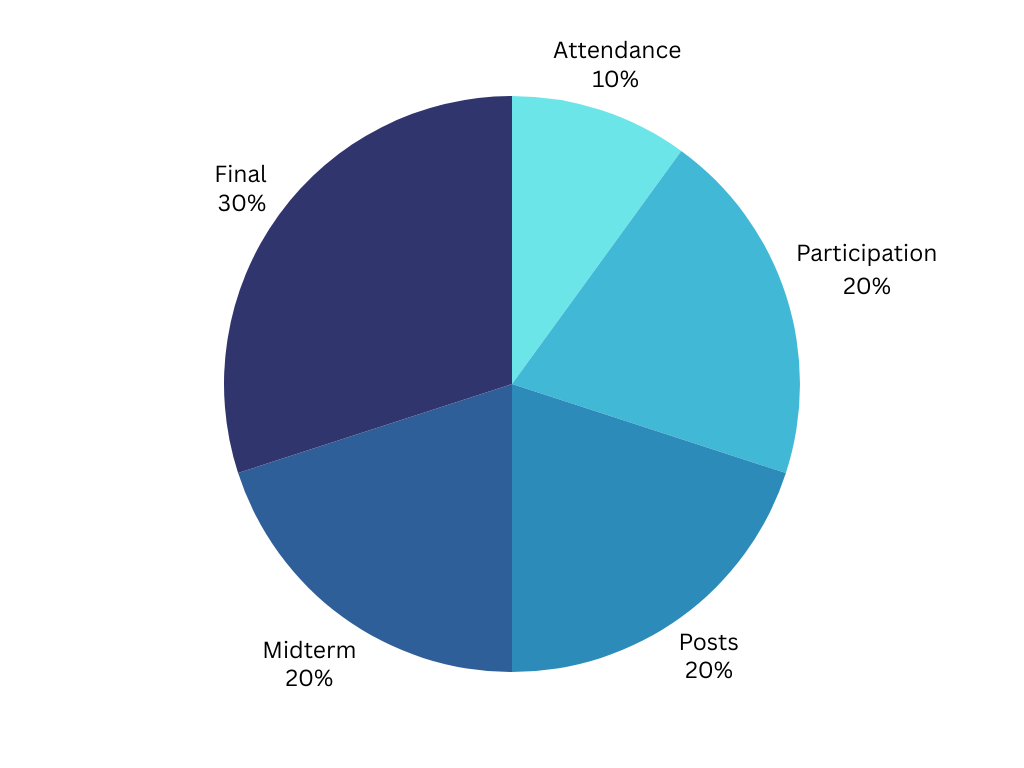 Attendance
10%
Final
30%
Participation
20%
Midterm
20%
Posts
20%